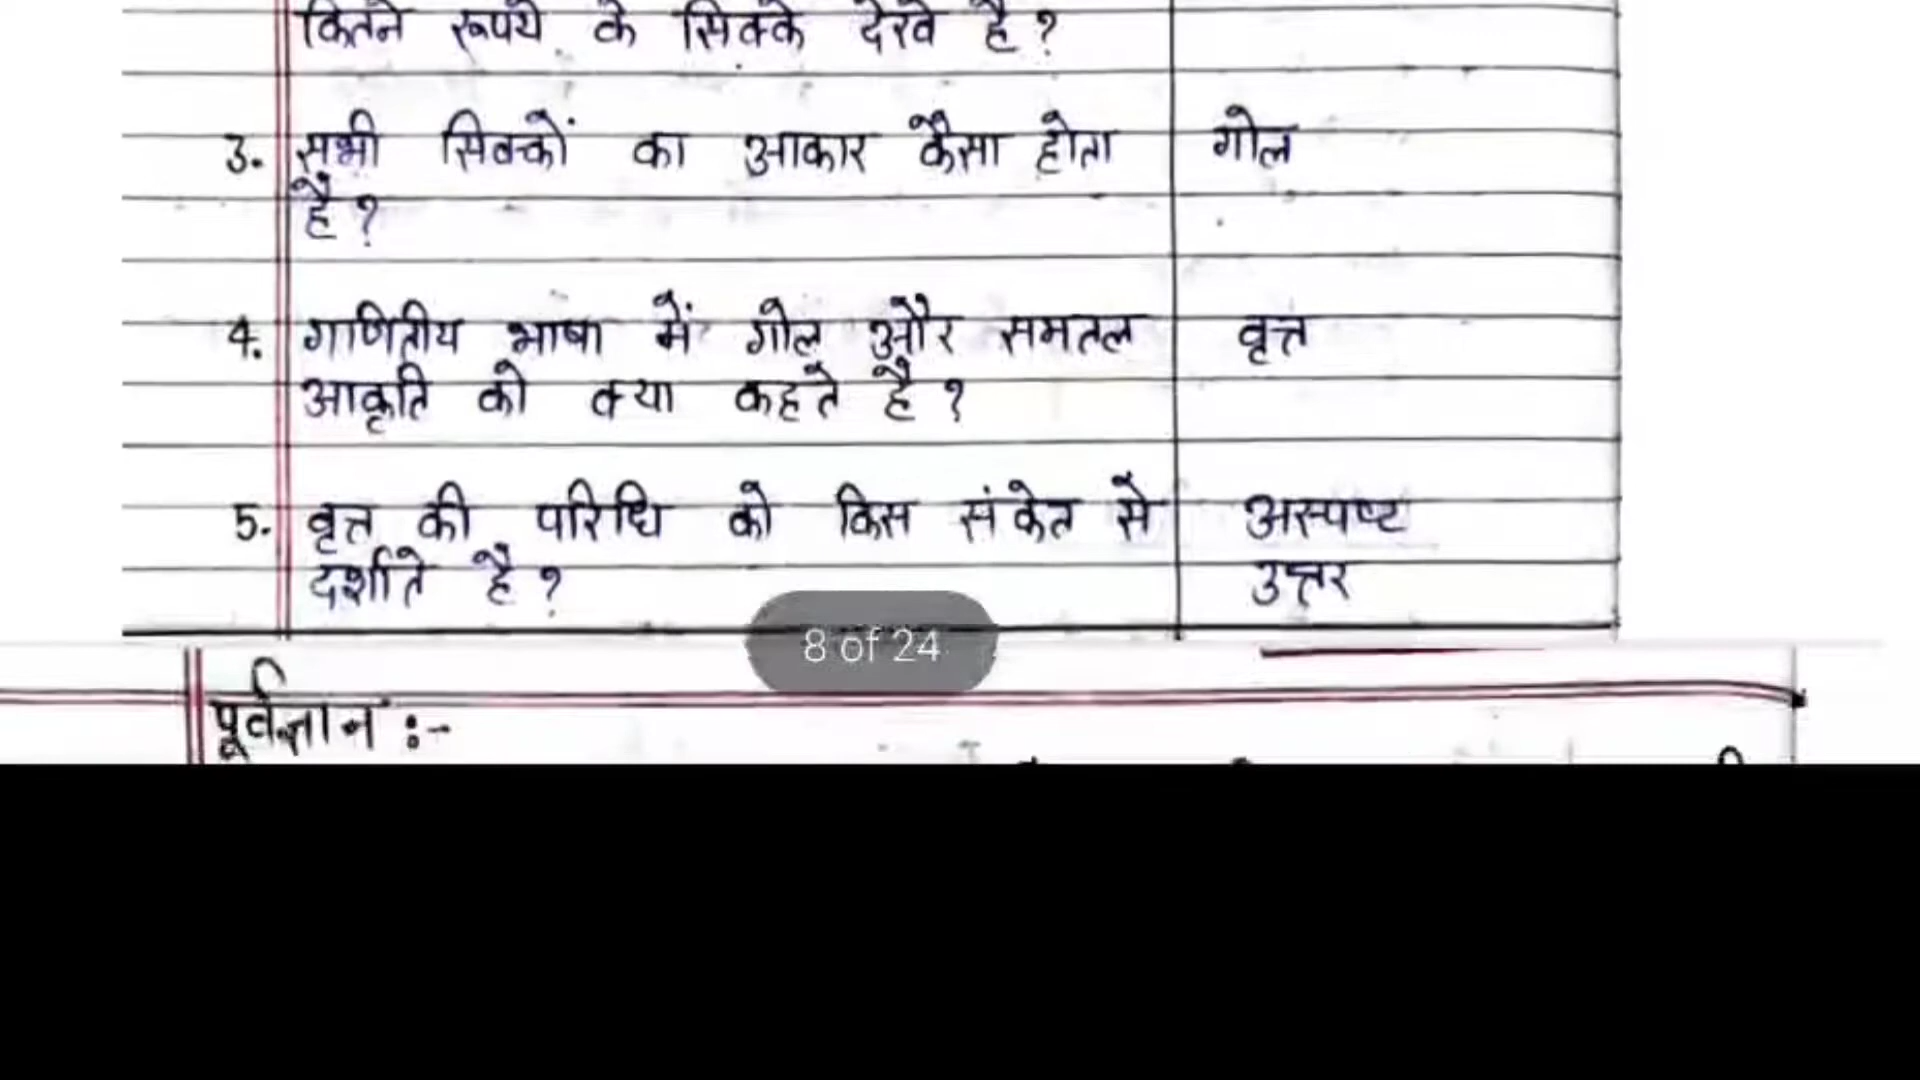 कितने रूपये के सिक्के देखे है?
3. सभी सिक्कों का आकार कैसा होता गोल
है?
4. गाणितीय भाषा में गोल और समतल वृत्त
आकृति को क्या कहते है?
5. वृत्त की परिधि को किस संकेत से अस्पष्ट
दर्शाते है? उत्तर
8 of 24
पूर्वज्ञान :-